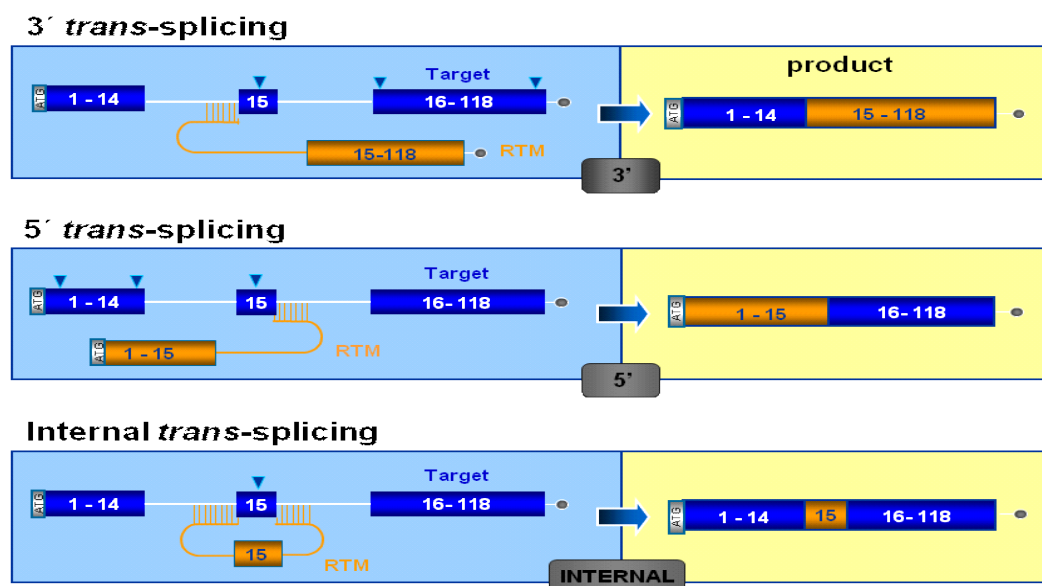 3´ trans-splicing
Target
product
ATG 1 - 14 15 16- 118
ATG 1 - 14 15 - 118
15-118 RTM
3’
5´ trans-splicing
Target
ATG 1 - 14 15 16- 118
ATG 1 - 15 16- 118
ATG 1 - 15 RTM
5’
Internal trans-splicing
Target
ATG 1 - 14 15 16- 118
ATG 1 - 14 15 16- 118
15 RTM
INTERNAL